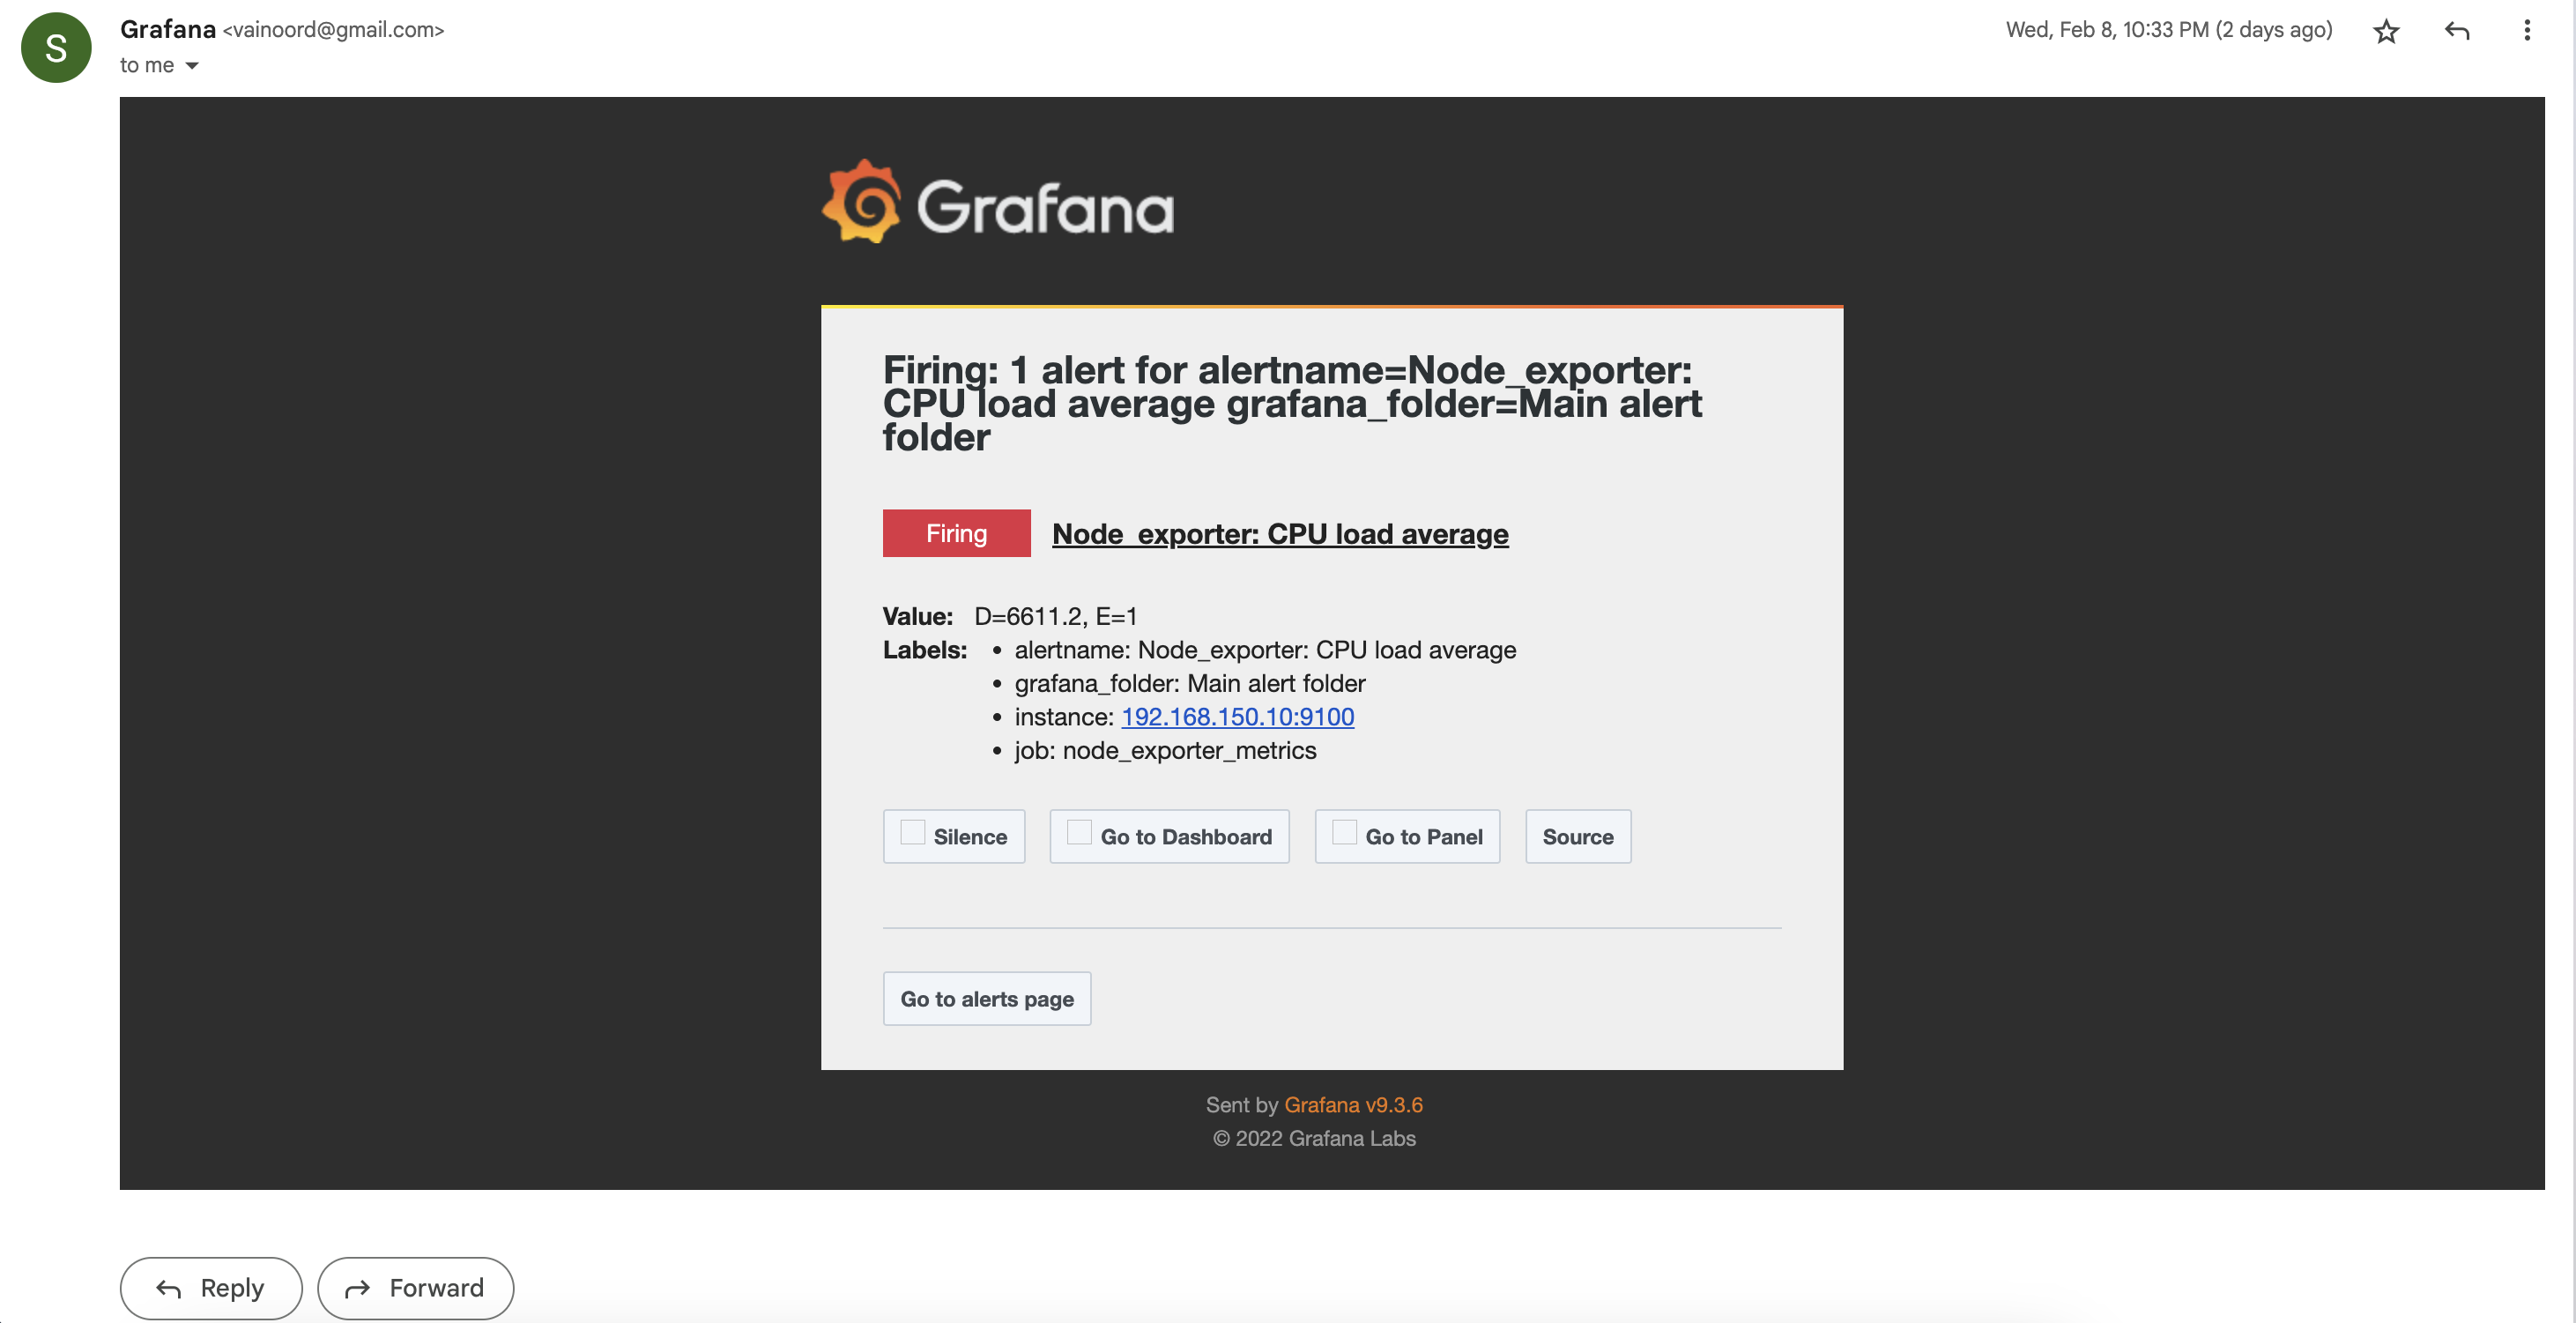 S
Grafana <vainoord@gmail.com>
Wed, Feb 8, 10:33 PM (2 days ago)
to me
Grafana
Firing: 1 alert for alertname=Node_exporter:
CPU load average grafana_folder=Main alert
folder
Firing
Node_exporter: CPU load average
Value: D=6611.2, E=1
Labels: • alertname: Node_exporter: CPU load average
• grafana_folder: Main alert folder
• instance: 192.168.150.10:9100
• job: node_exporter_metrics
Silence
Go to Dashboard
Go to Panel
Source
Go to alerts page
Sent by Grafana v9.3.6
© 2022 Grafana Labs
Reply
Forward